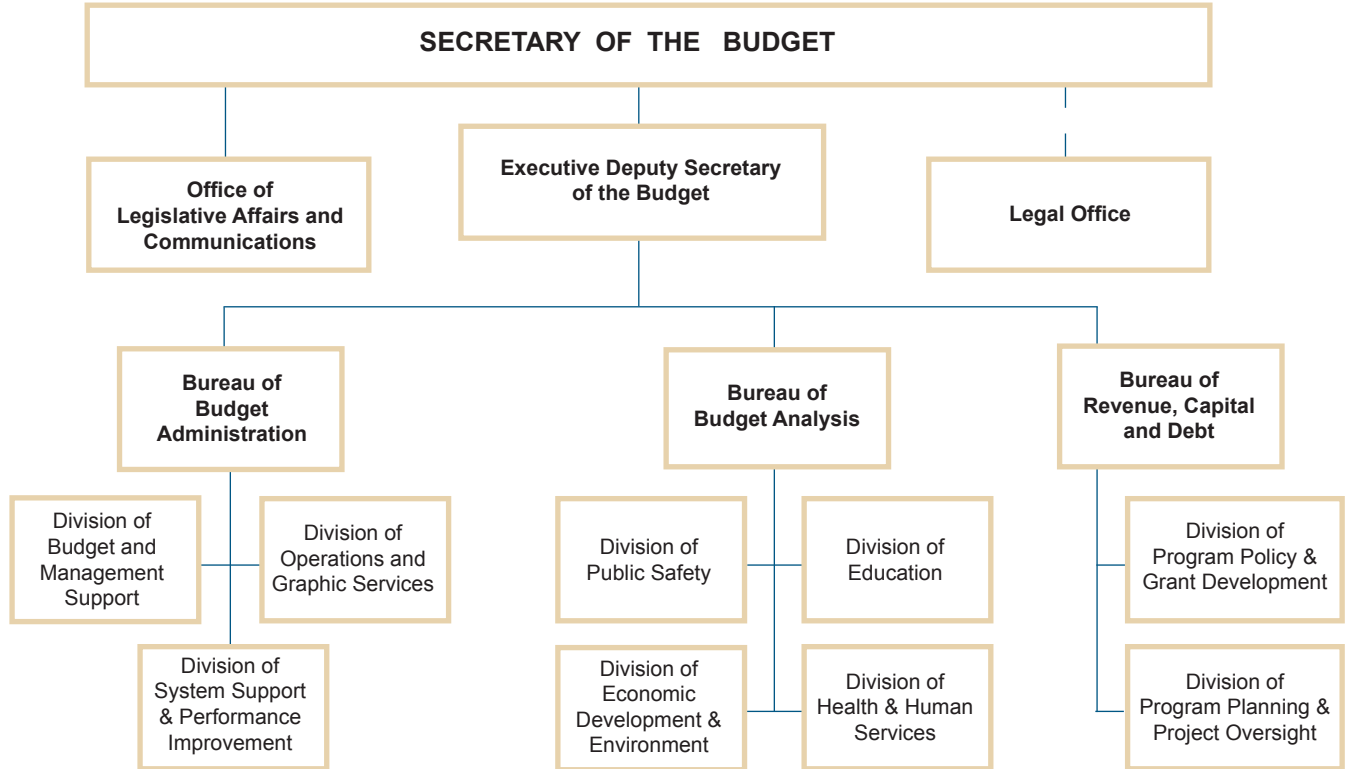 SECRETARY OF THE BUDGET
Office of
Legislative Affairs and
Communications
Executive Deputy Secretary
of the Budget
Legal Office
Bureau of
Budget
Administration
Bureau of
Budget Analysis
Bureau of
Revenue, Capital
and Debt
Division of
Budget and
Management
Support
Division of
Operations and
Graphic Services
Division of
System Support
& Performance
Improvement
Division of
Public Safety
Division of
Education
Division of
Economic
Development &
Environment
Division of
Health & Human
Services
Division of
Program Policy &
Grant Development
Division of
Program Planning &
Project Oversight